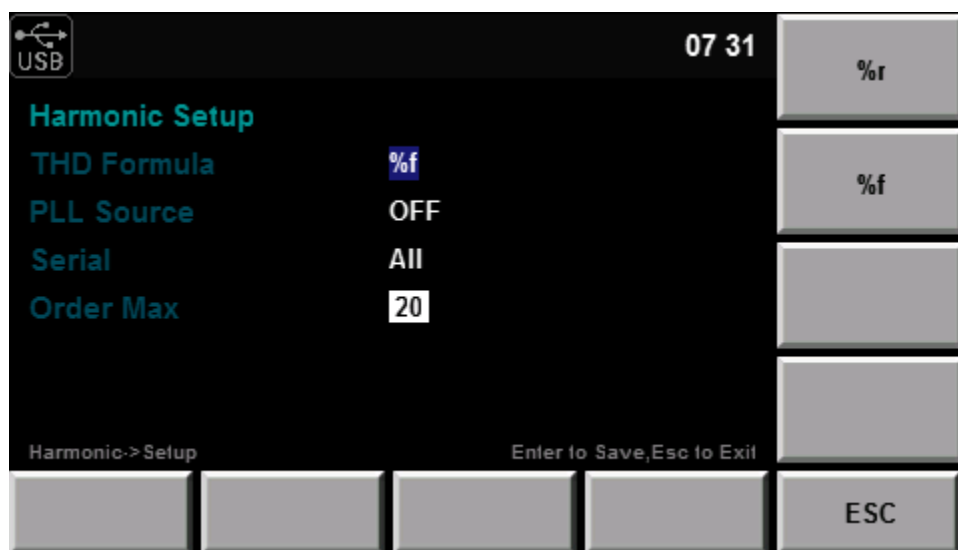 USB
07 31
%r
Harmonic Setup
THD Formula %f
%f
PLL Source OFF
Serial All
Order Max 20
Harmonic->Setup Enter to Save,Esc to Exit
ESC